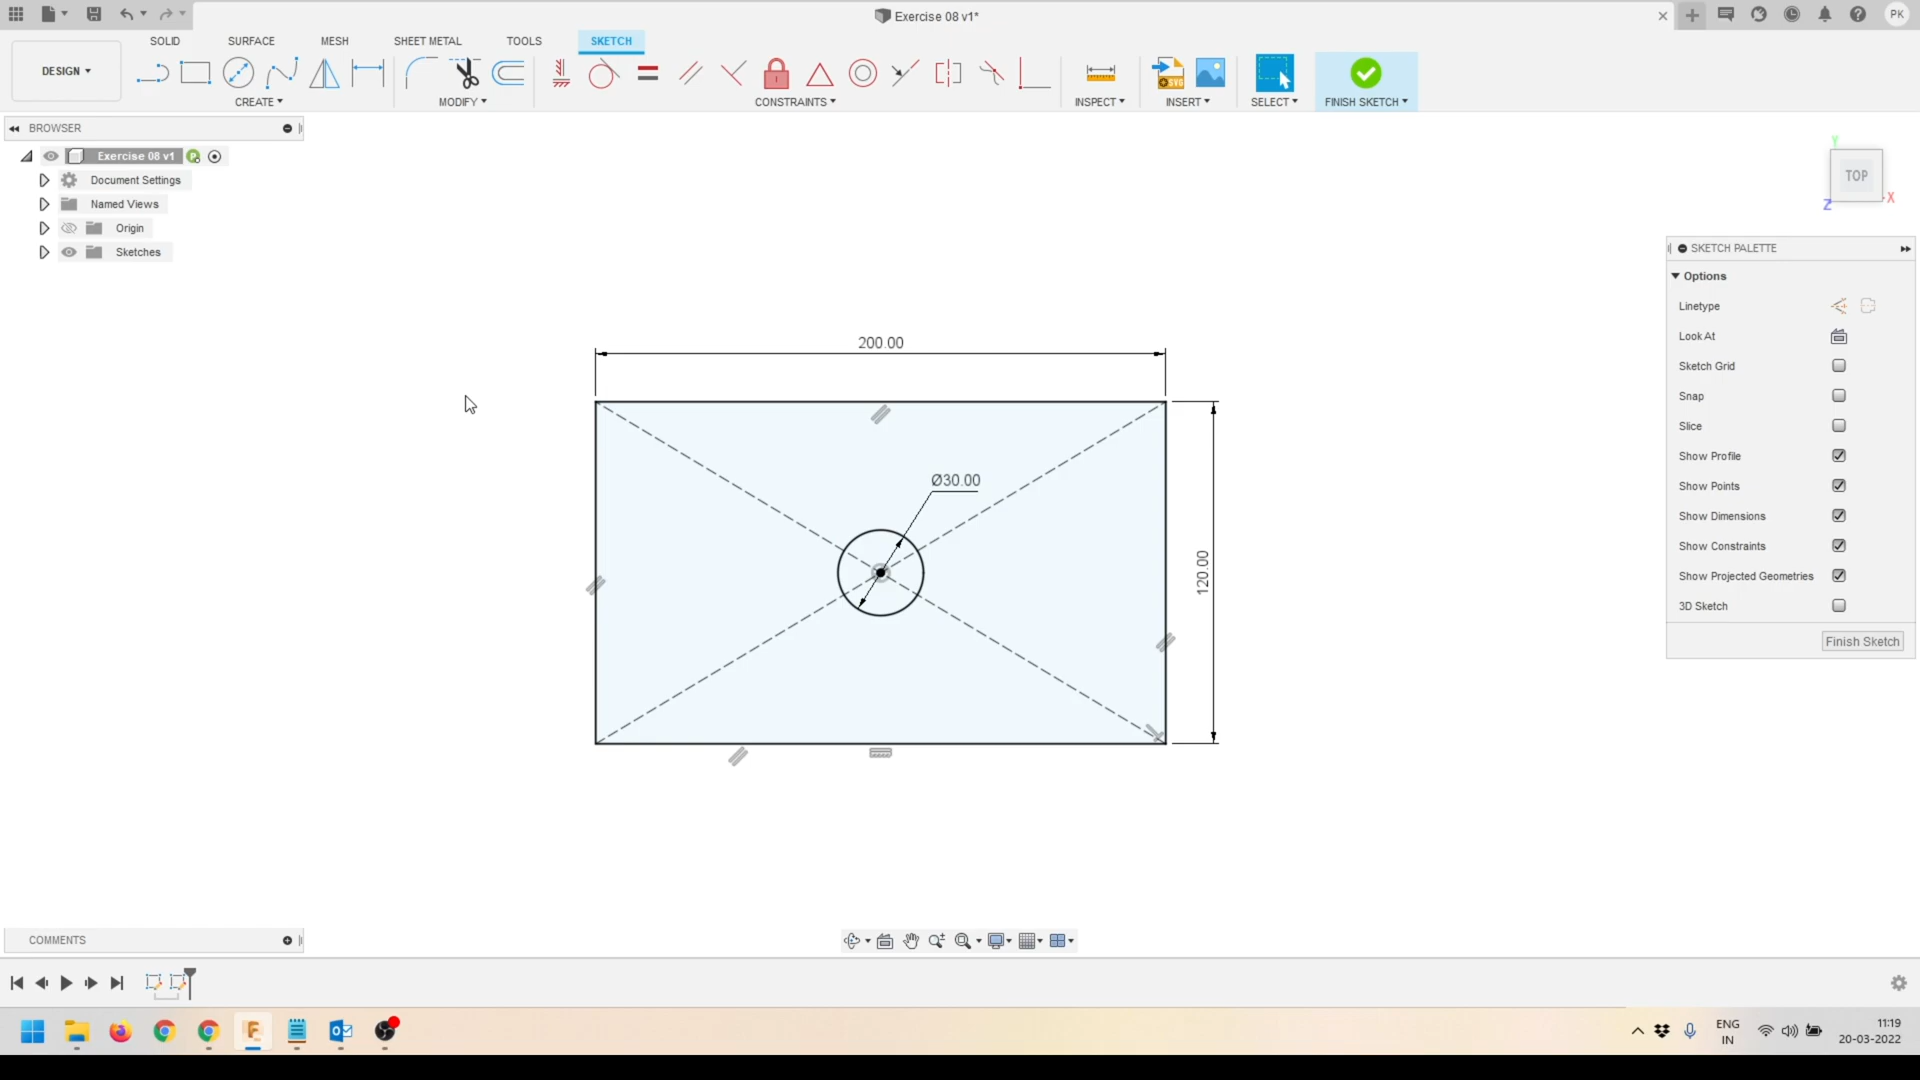 Exercise 08 v1*
PK
SOLID SURFACE MESH SHEET METAL TOOLS SKETCH
DESIGN
CREATE MODIFY CONSTRAINTS INSPECT INSERT SELECT FINISH SKETCH
BROWSER
Exercise 08 v1
Document Settings
Named Views
Origin
Sketches
Y
TOP
X
Z
SKETCH PALETTE
Options
Linetype
Look At
Sketch Grid
Snap
Slice
Show Profile
Show Points
Show Dimensions
Show Constraints
Show Projected Geometries
3D Sketch
Finish Sketch
200.00
Ø30.00
120.00
COMMENTS
ENG
IN
11:19
20-03-2022